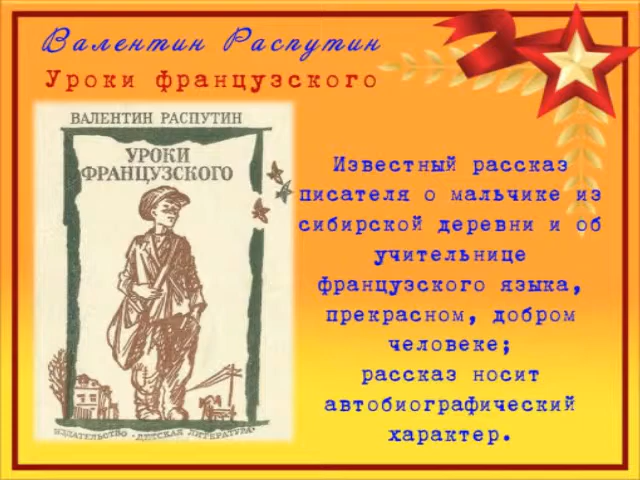 Валентин Распутин
Уроки французского
ВАЛЕНТИН РАСПУТИН
УРОКИ
ФРАНЦУЗСКОГО
Известный рассказ
писателя о мальчике из
сибирской деревни и об
учительнице
французского языка,
прекрасном, добром
человеке;
рассказ носит
автобиографический
характер.
ИЗДАТЕЛЬСТВО «ДЕТСКАЯ ЛИТЕРАТУРА»